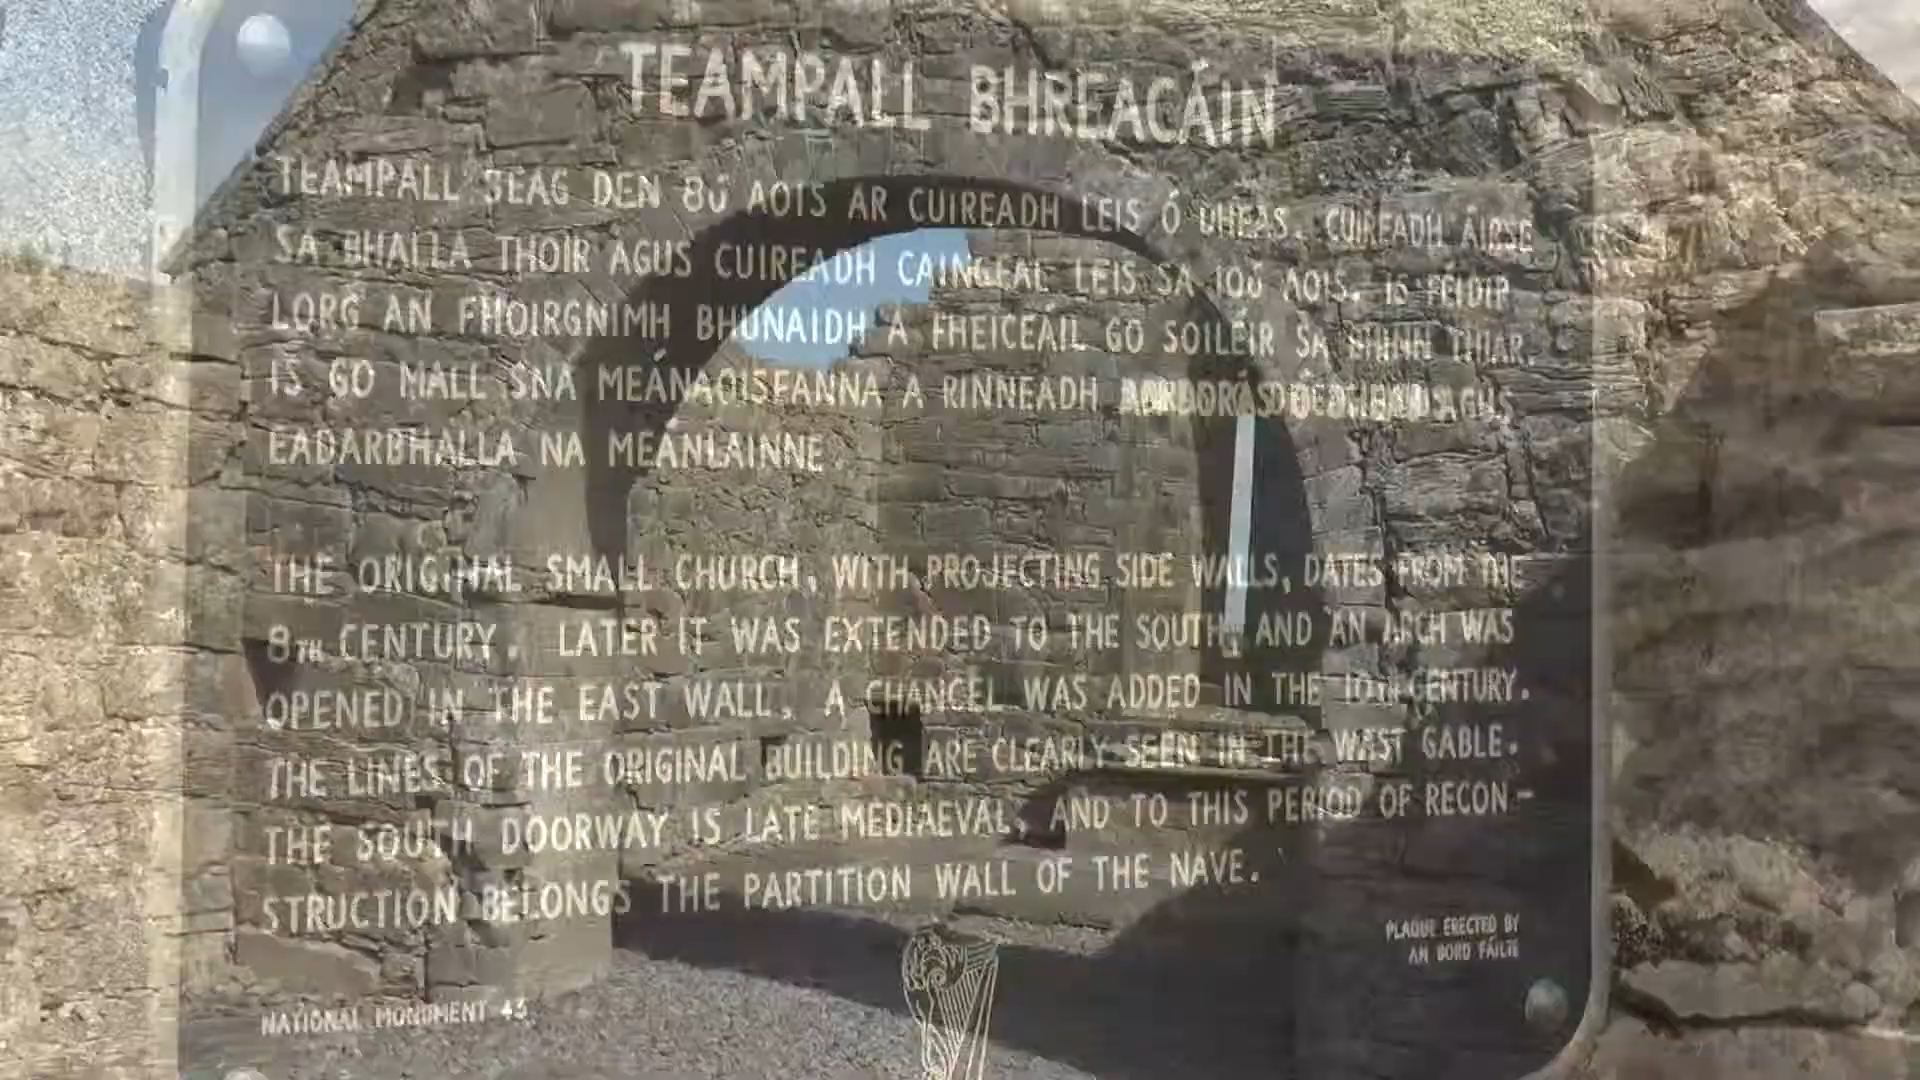 TEAMPALL BHREACÁIN
TEAMPALL BEAG DEN 8Ú AOIS AR CUIREADH LEIS Ó DHEAS. CUIREADH ÁIRSE
SA BHALLA THOIR AGUS CUIREADH CAINGEAL LEIS SA 10Ú AOIS. IS FÉIDIR
LORG AN FHOIRGNIMH BHUNAIDH A FHEICEÁIL GO SOILÉIR SA BHINN THIAR.
IS GO MALL SNA MEÁNAOISEANNA A RINNEADH AGUS
EADARBHALLA NA MEÁNLAINNE.
THE ORIGINAL SMALL CHURCH, WITH PROJECTING SIDE WALLS, DATES FROM THE
8TH CENTURY. LATER IT WAS EXTENDED TO THE SOUTH, AND AN ARCH WAS
OPENED IN THE EAST WALL. A CHANCEL WAS ADDED IN THE 10TH CENTURY.
THE LINES OF THE ORIGINAL BUILDING ARE CLEARLY SEEN IN THE WEST GABLE.
THE SOUTH DOORWAY IS LATE MEDIAEVAL, AND TO THIS PERIOD OF RECON-
STRUCTION BELONGS THE PARTITION WALL OF THE NAVE.
PLAQUE ERECTED BY
AN BORD FÁILTE
NATIONAL MONUMENT 43